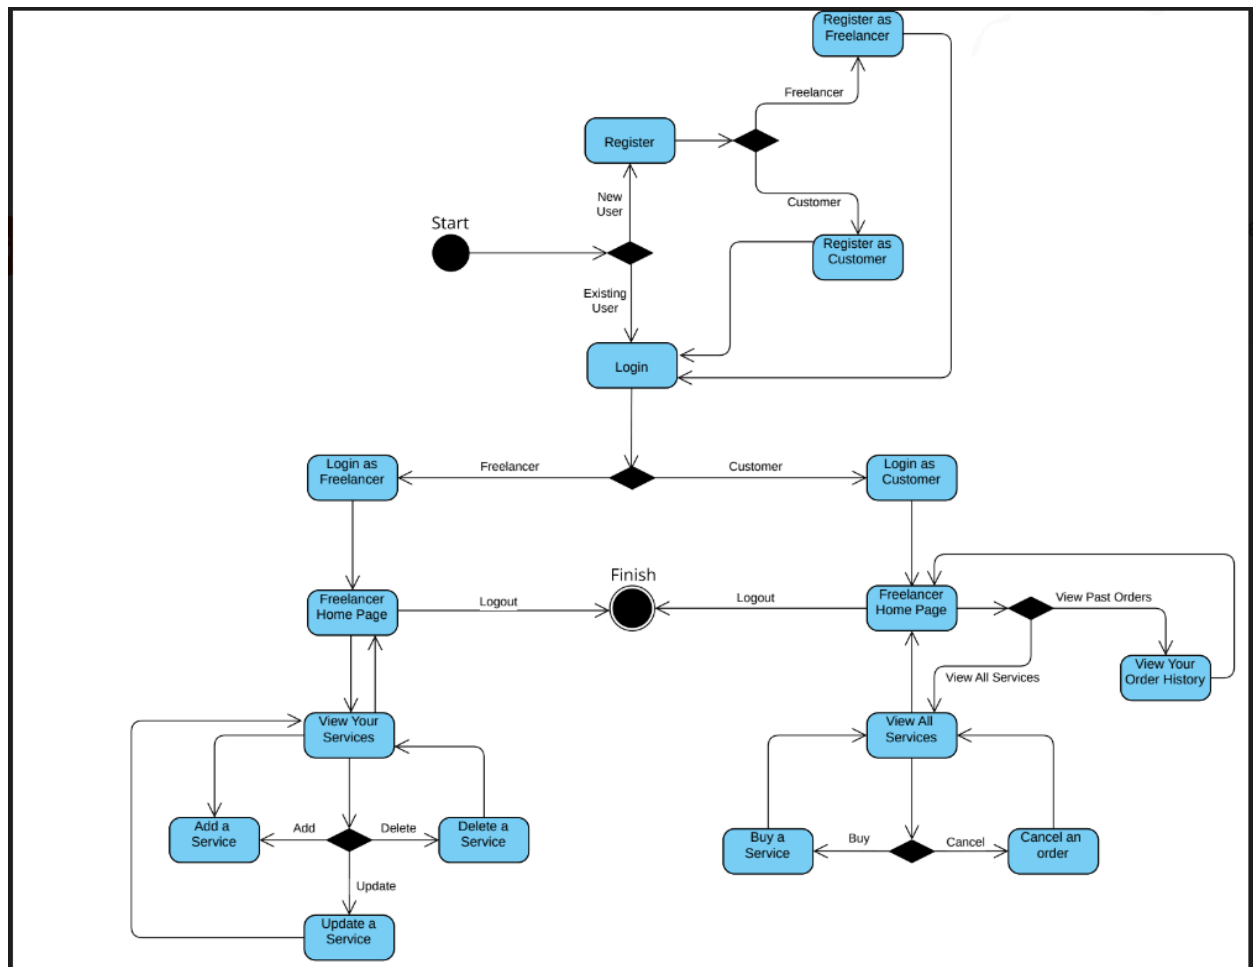 Register as
Freelancer
Freelancer
Register
New
User
Customer
Start
Register as
Customer
Existing
User
Login
Login as
Freelancer
Freelancer
Customer
Login as
Customer
Finish
Freelancer
Home Page
Logout
Logout
Freelancer
Home Page
View Past Orders
View Your
Order History
View All Services
View Your
Services
View All
Services
Add a
Service
Add
Delete
Delete a
Service
Buy a
Service
Buy
Cancel
Cancel an
order
Update
Update a
Service